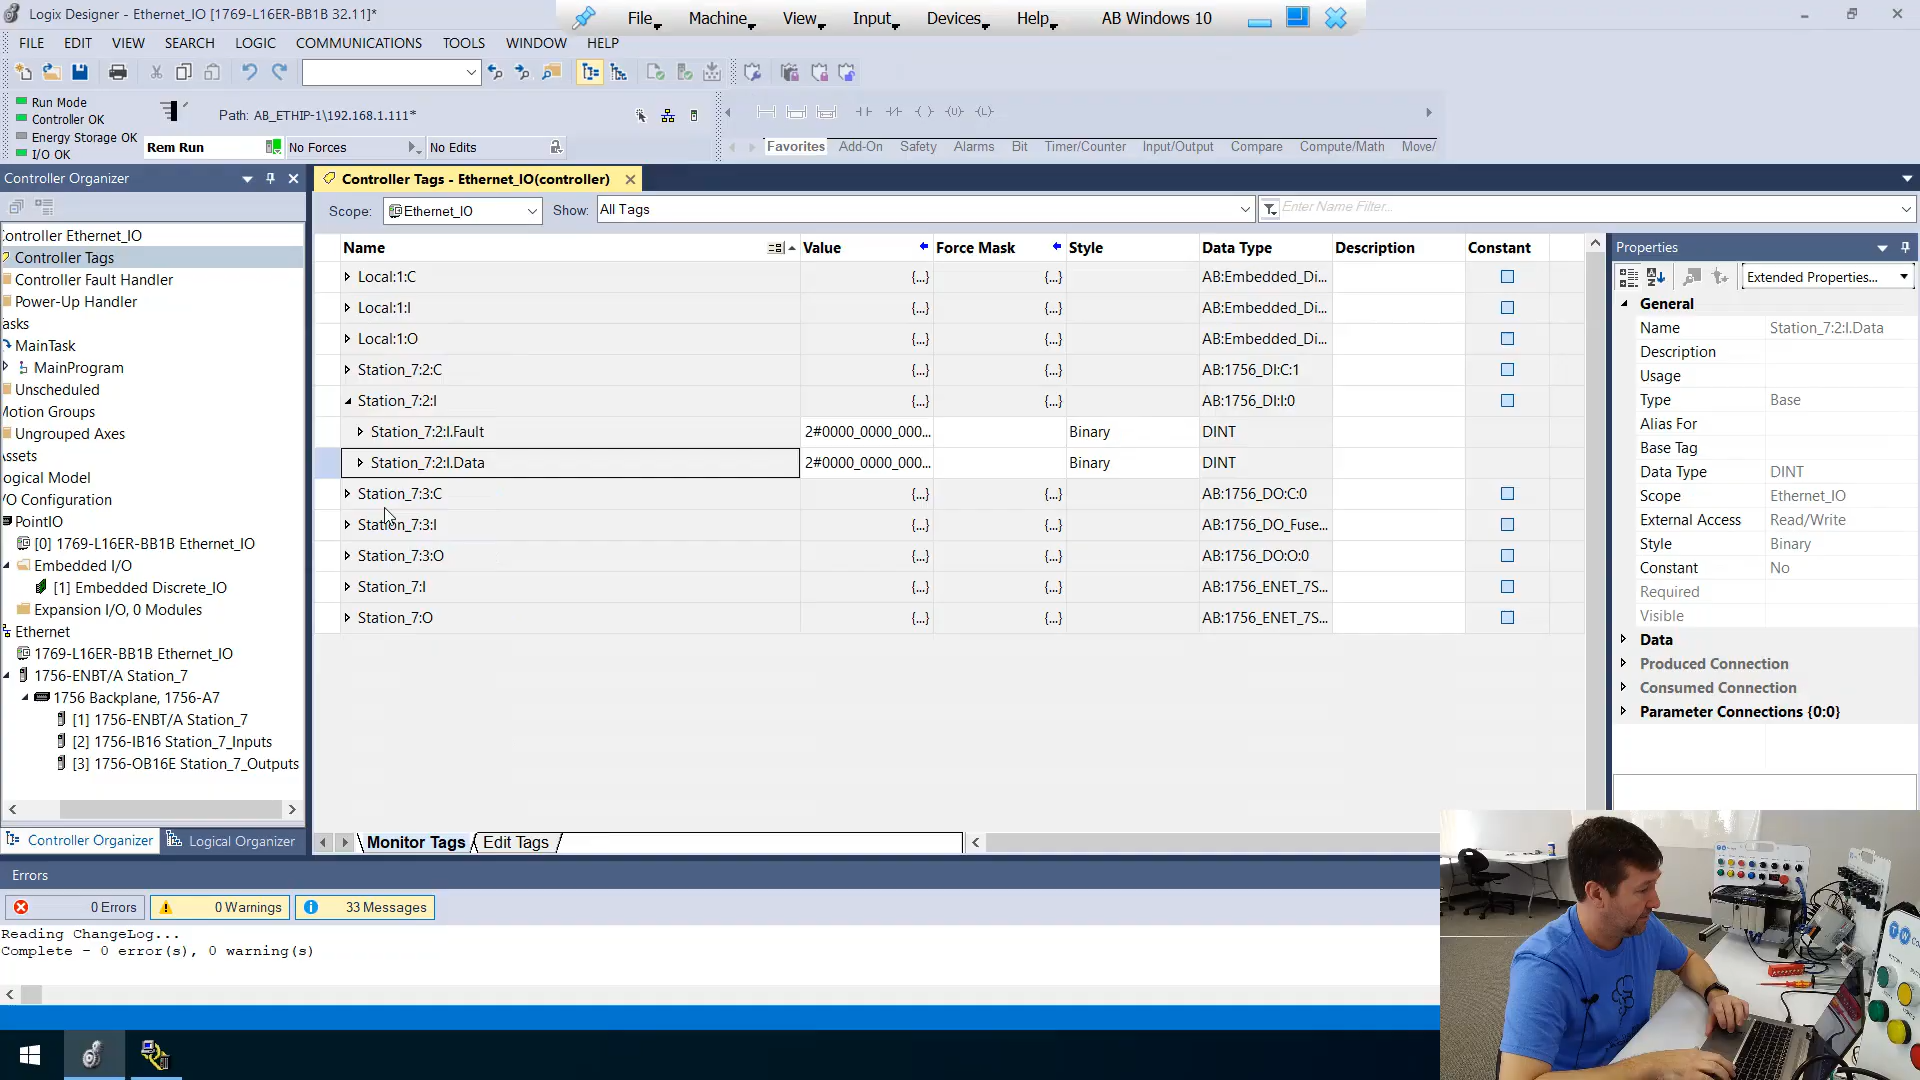 Logix Designer - Ethernet_IO [1769-L16ER-BB1B 32.11]*
File Machine View Input Devices Help AB Windows 10
FILE EDIT VIEW SEARCH LOGIC COMMUNICATIONS TOOLS WINDOW HELP
Run Mode
Controller OK
Energy Storage OK
I/O OK
Path: AB_ETHIP-1\192.168.1.111*
Rem Run No Forces No Edits
Favorites Add-On Safety Alarms Bit Timer/Counter Input/Output Compare Compute/Math Move/
Controller Organizer
Controller Tags - Ethernet_IO(controller)
Scope: Ethernet_IO Show: All Tags Enter Name Filter...
ontroller Ethernet_IO
Controller Tags
Controller Fault Handler
Power-Up Handler
asks
MainTask
MainProgram
Unscheduled
Motion Groups
Ungrouped Axes
ssets
ogical Model
/O Configuration
PointIO
[0] 1769-L16ER-BB1B Ethernet_IO
Embedded I/O
[1] Embedded Discrete_IO
Expansion I/O, 0 Modules
Ethernet
1769-L16ER-BB1B Ethernet_IO
1756-ENBT/A Station_7
1756 Backplane, 1756-A7
[1] 1756-ENBT/A Station_7
[2] 1756-IB16 Station_7_Inputs
[3] 1756-OB16E Station_7_Outputs
Controller Organizer Logical Organizer
Name Value Force Mask Style Data Type Description Constant
Local:1:C {...} {...} AB:Embedded_Di...
Local:1:I {...} {...} AB:Embedded_Di...
Local:1:O {...} {...} AB:Embedded_Di...
Station_7:2:C {...} {...} AB:1756_DI:C:1
Station_7:2:I {...} {...} AB:1756_DI:I:0
Station_7:2:I.Fault 2#0000_0000_000... Binary DINT
Station_7:2:I.Data 2#0000_0000_000... Binary DINT
Station_7:3:C {...} {...} AB:1756_DO:C:0
Station_7:3:I {...} {...} AB:1756_DO_Fuse...
Station_7:3:O {...} {...} AB:1756_DO:O:0
Station_7:I {...} {...} AB:1756_ENET_7S...
Station_7:O {...} {...} AB:1756_ENET_7S...
Monitor Tags Edit Tags
Properties
Extended Properties...
General
Name Station_7:2:I.Data
Description
Usage
Type Base
Alias For
Base Tag
Data Type DINT
Scope Ethernet_IO
External Access Read/Write
Style Binary
Constant No
Required
Visible
Data
Produced Connection
Consumed Connection
Parameter Connections {0:0}
Errors
0 Errors 0 Warnings 33 Messages
Reading ChangeLog...
Complete - 0 error(s), 0 warning(s)